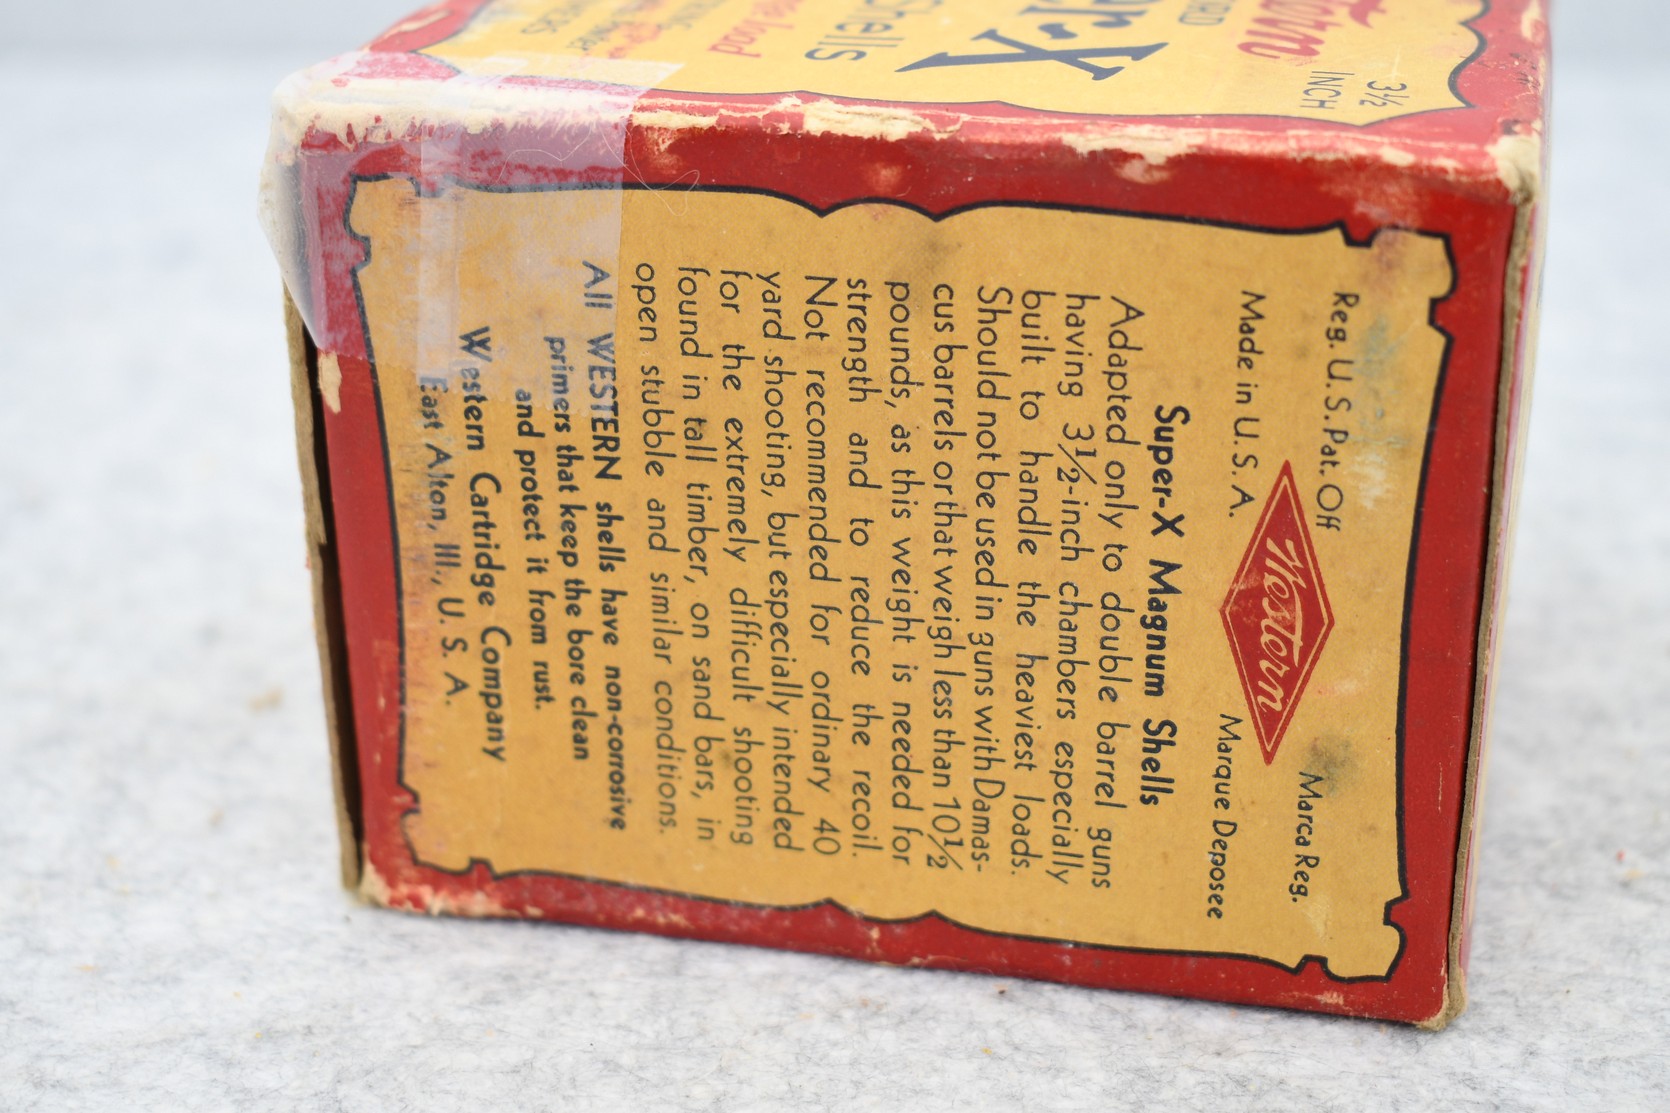 Reg. U.S. Pat. Off
Marca Reg.
Western
Made in U. S. A.
Marque Deposee
Super-X Magnum Shells
Adapted only to double barrel guns
having 3½-inch chambers especially
built to handle the heaviest loads.
Should not be used in guns with Damas-
cus barrels or that weigh less than 10½
pounds, as this weight is needed for
strength and to reduce the recoil.
Not recommended for ordinary 40
yard shooting, but especially intended
for the extremely difficult shooting
found in tall timber, on sand bars, in
open stubble and similar conditions.
All WESTERN shells have non-corrosive
primers that keep the bore clean
and protect it from rust.
Western Cartridge Company
East Alton, Ill., U. S. A.
3½
INCH
Shells